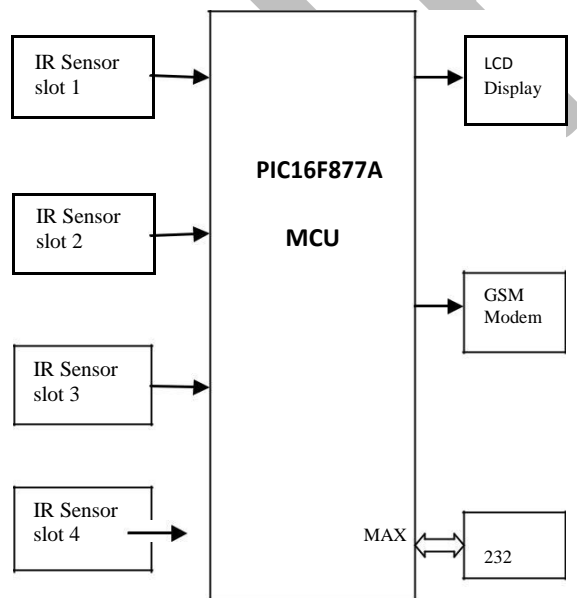 IR Sensor
slot 1
IR Sensor
slot 2
IR Sensor
slot 3
IR Sensor
slot 4
PIC16F877A
MCU
MAX
LCD
Display
GSM
Modem
232